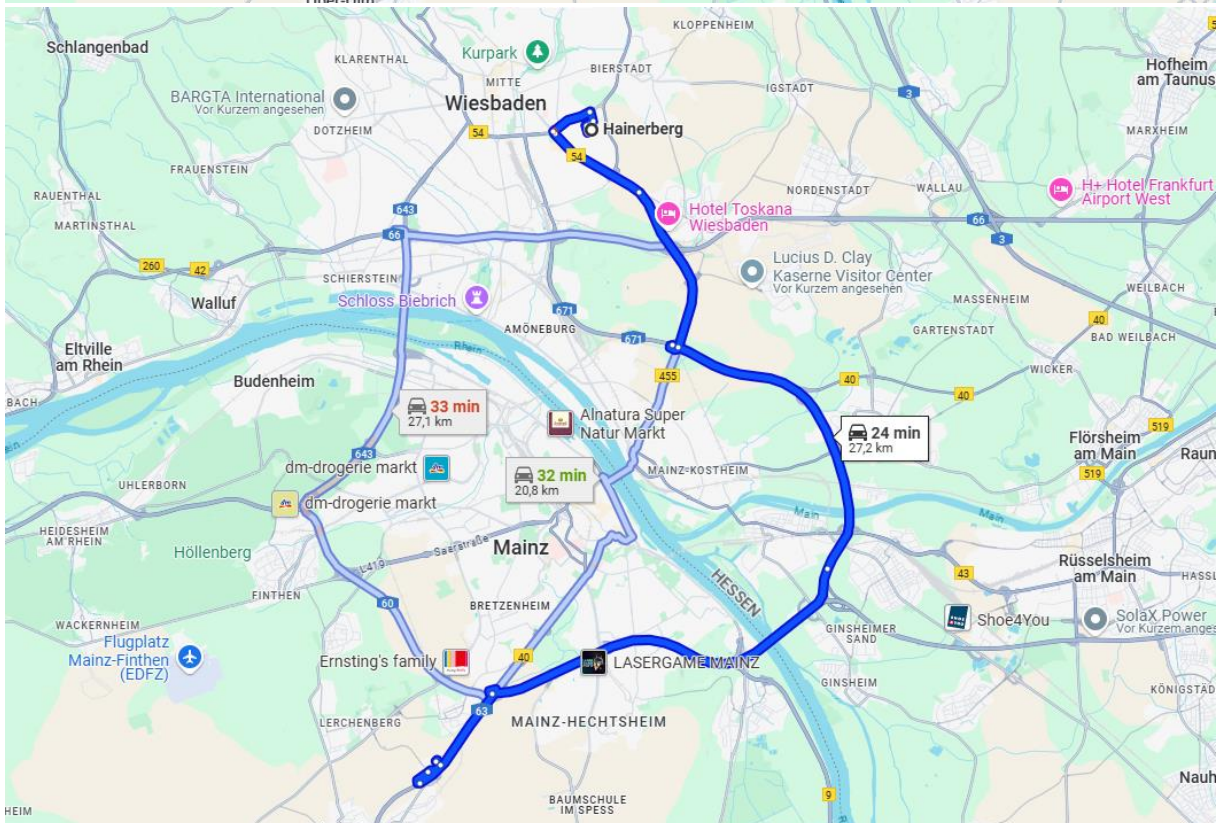 KLOPPENHEIM
Schlangenbad
KLARENTHAL
Kurpark
BIERSTADT
Hofheim
am Taunus
MITTE
3
BARGTA International
Vor Kurzem angesehen
Wiesbaden
IGSTADT
DOTZHEIM
54
Hainerberg
MARXHEIM
54
FRAUENSTEIN
NORDENSTADT
WALLAU
H+ Hotel Frankfurt
Airport West
RAUENTHAL
643
Hotel Toskana
Wiesbaden
66
MARTINSTHAL
66
3
260
42
SCHIERSTEIN
Lucius D. Clay
Kaserne Visitor Center
Vor Kurzem angesehen
WEILBACH
Walluf
Schloss Biebrich
671
MASSENHEIM
AMÖNEBURG
GARTENSTADT
40
BAD WEILBACH
671
Rhein
Eltville
am Rhein
WICKER
Budenheim
455
40
40
BACH
33 min
27,1 km
Alnatura Super
Natur Markt
24 min
27,2 km
519
Flörsheim
am Main
643
dm-drogerie markt
32 min
20,8 km
MAINZ-KOSTHEIM
519
Raun
UHLERBORN
dm-drogerie markt
Main
Main
HEIDESHEIM
AM RHEIN
Höllenberg
Saarstraße
Mainz
L419
Rüsselsheim
am Main
HESSEN
43
HASSL
FINTHEN
60
BRETZENHEIM
Shoe4You
SolaX Power
Vor Kurzem anges
WACKERNHEIM
GINSHEIMER
SAND
Flugplatz
Mainz-Finthen
(EDFZ)
Ernsting's family
40
LASERGAME MAINZ
GINSHEIM
KÖNIGSTÄD
63
LERCHENBERG
MAINZ-HECHTSHEIM
Nauh
BAUMSCHULE
IM SPESS
9
HEIM